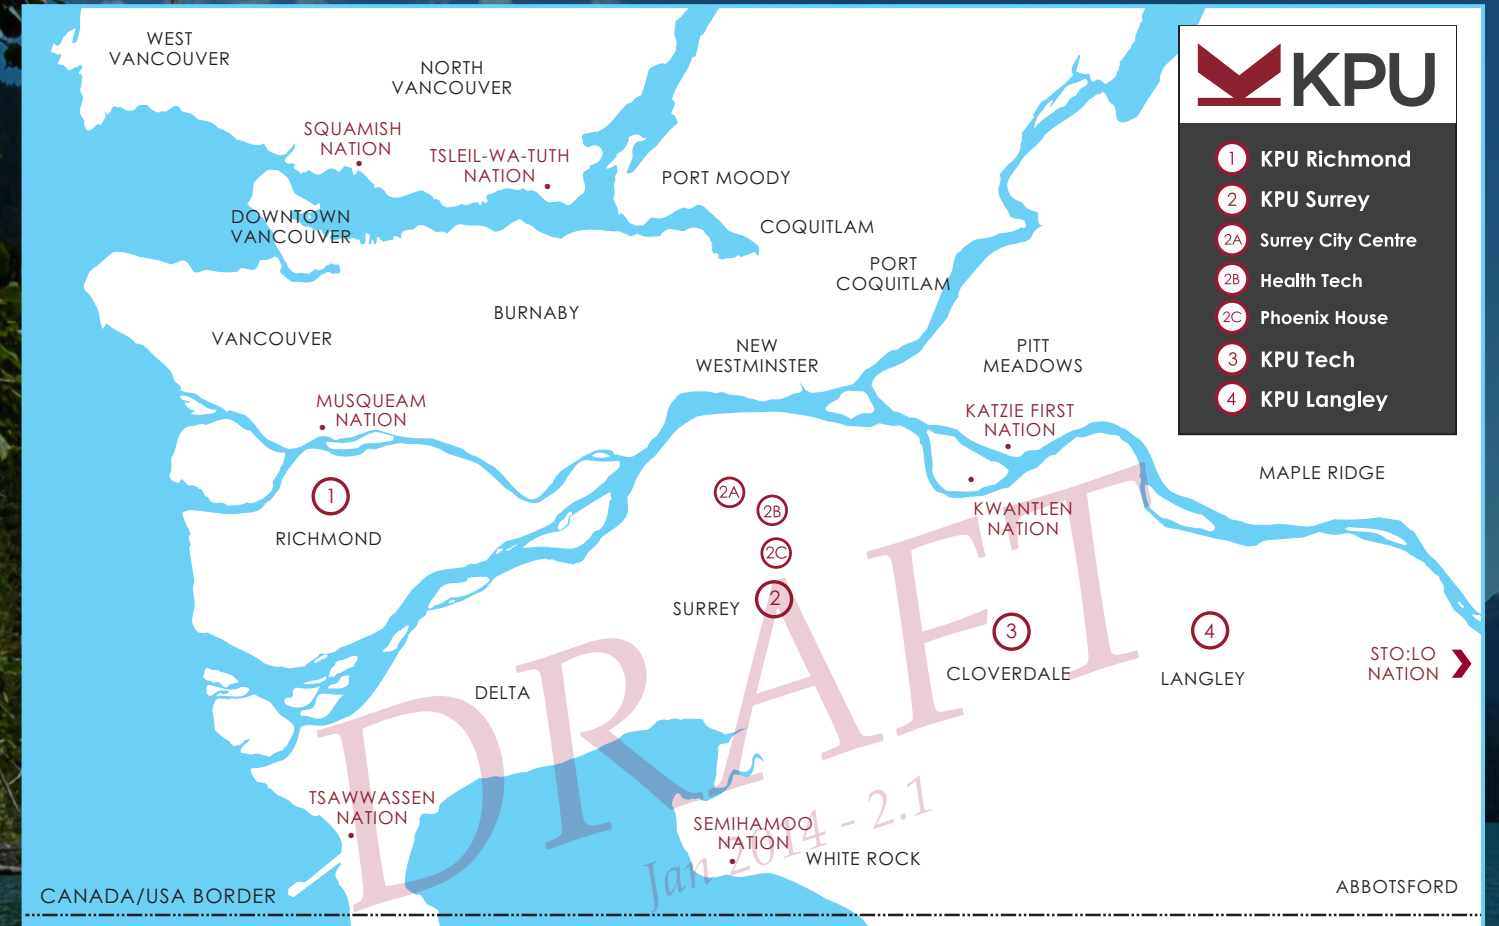 WEST
VANCOUVER
NORTH
VANCOUVER
SQUAMISH
NATION
TSLEIL-WA-TUTH
NATION
PORT MOODY
DOWNTOWN
VANCOUVER
COQUITLAM
PORT
COQUITLAM
BURNABY
VANCOUVER
NEW
WESTMINSTER
PITT
MEADOWS
MUSQUEAM
NATION
KATZIE FIRST
NATION
MAPLE RIDGE
KWANTLEN
NATION
1
RICHMOND
2A
2B
2C
2
SURREY
3
CLOVERDALE
4
LANGLEY
STO:LO
NATION
DELTA
TSAWWASSEN
NATION
SEMIHAMOO
NATION
WHITE ROCK
ABBOTSFORD
CANADA/USA BORDER
DRAFT
Jan 2014 - 2.1
KPU
1 KPU Richmond
2 KPU Surrey
2A Surrey City Centre
2B Health Tech
2C Phoenix House
3 KPU Tech
4 KPU Langley